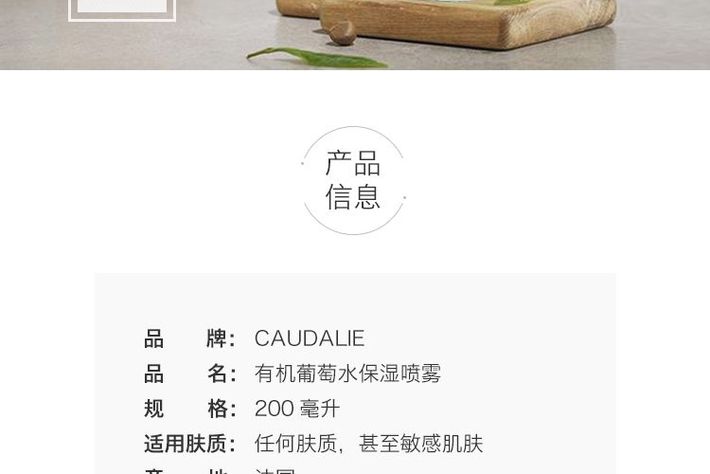 产品
信息
品 牌： CAUDALIE
品 名： 有机葡萄水保湿喷雾
规 格： 200 毫升
适用肤质： 任何肤质，甚至敏感肌肤